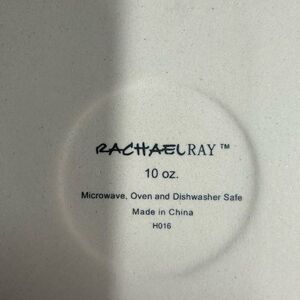 RACHAELRAY™
10 oz.
Microwave, Oven and Dishwasher Safe
Made in China
H016